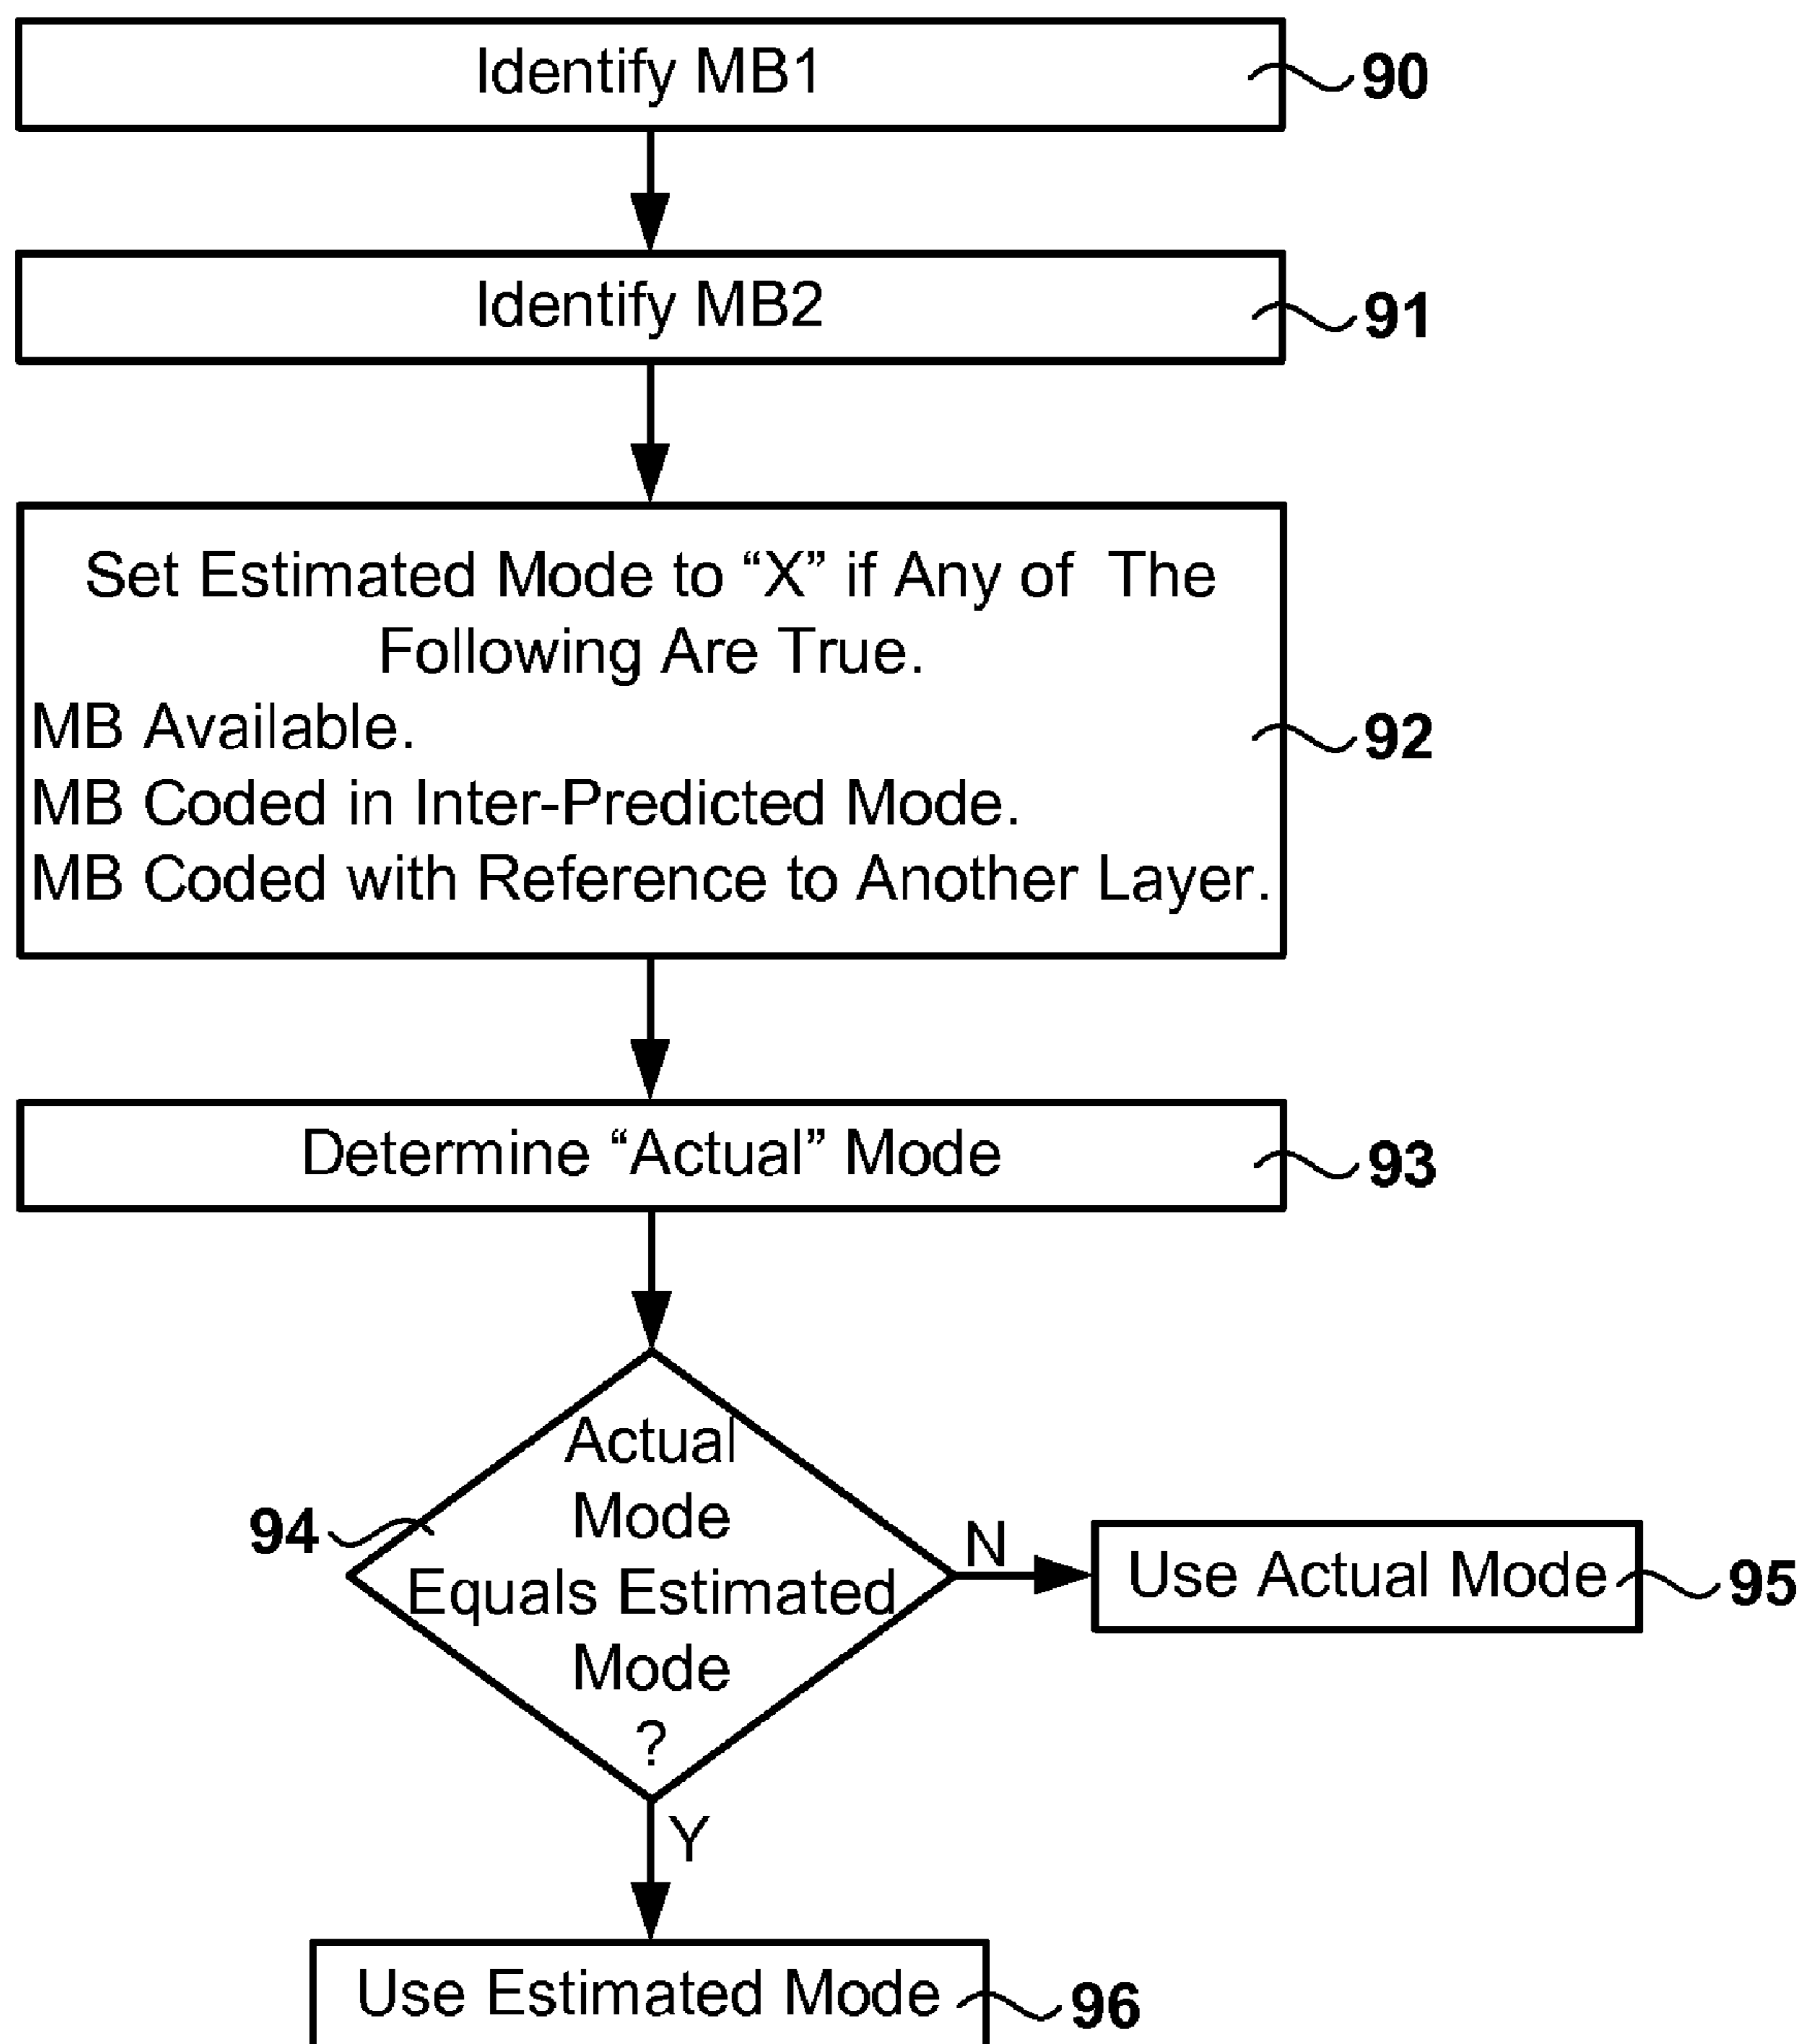 Identify MB1
90
Identify MB2
91
Set Estimated Mode to “X” if Any of The
Following Are True.
MB Available.
MB Coded in Inter-Predicted Mode.
MB Coded with Reference to Another Layer.
92
Determine “Actual” Mode
93
Actual
Mode
Equals Estimated
Mode
?
94
N
Use Actual Mode
95
Y
Use Estimated Mode
96